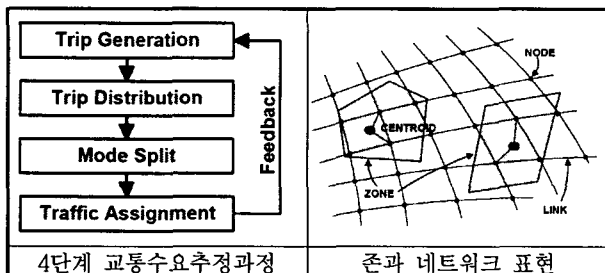 Trip Generation
Trip Distribution
Mode Split
Traffic Assignment
Feedback
4단계 교통수요추정과정
NODE
CENTROID
ZONE
LINK
존과 네트워크 표현